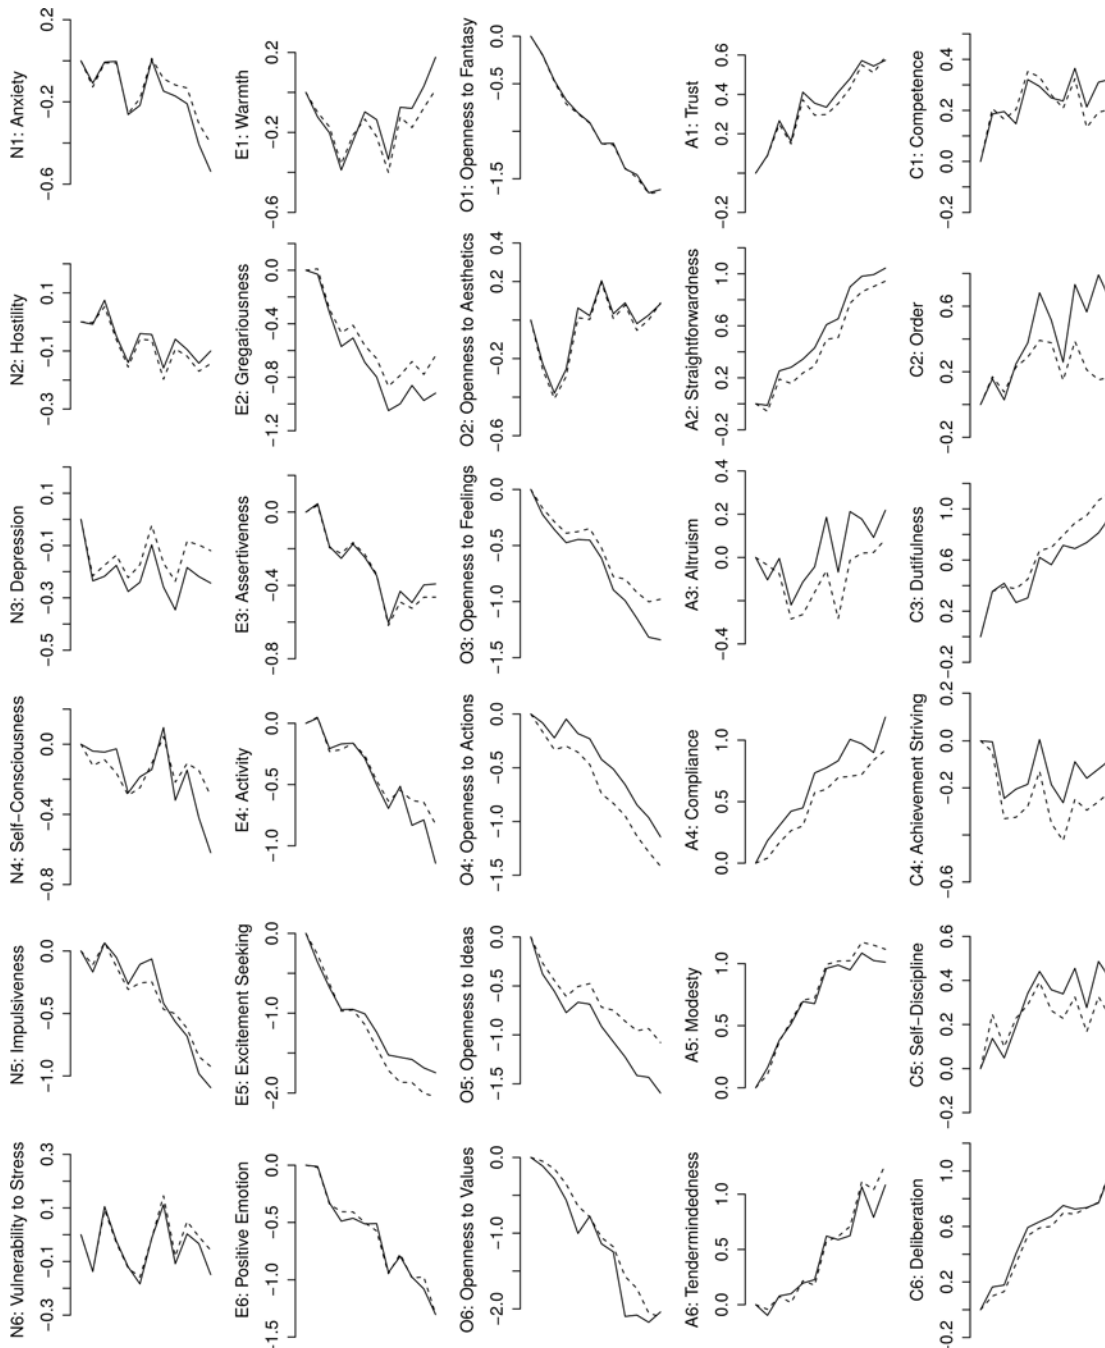 N1: Anxiety
−0.6 −0.2 0.2
N2: Hostility
−0.3 −0.1 0.1
N3: Depression
−0.5 −0.3 −0.1 0.1
N4: Self−Consciousness
−0.8 −0.4 0.0
N5: Impulsiveness
−1.0 −0.5 0.0
N6: Vulnerability to Stress
−0.3 −0.1 0.1 0.3
E1: Warmth
−0.6 −0.2 0.2
E2: Gregariousness
−1.2 −0.8 −0.4 0.0
E3: Assertiveness
−0.8 −0.4 0.0
E4: Activity
−1.0 −0.5 0.0
E5: Excitement Seeking
−2.0 −1.0 0.0
E6: Positive Emotion
−1.5 −1.0 −0.5 0.0
O1: Openness to Fantasy
−1.5 −0.5 0.0
O2: Openness to Aesthetics
−0.6 −0.2 0.2 0.4
O3: Openness to Feelings
−1.5 −1.0 −0.5 0.0
O4: Openness to Actions
−1.5 −1.0 −0.5 0.0
O5: Openness to Ideas
−1.5 −1.0 −0.5 0.0
O6: Openness to Values
−2.0 −1.0 0.0
A1: Trust
−0.2 0.2 0.4 0.6
A2: Straightforwardness
−0.2 0.2 0.6 1.0
A3: Altruism
−0.4 0.0 0.4
A4: Compliance
0.0 0.5 1.0
A5: Modesty
0.0 0.5 1.0
A6: Tendermindedness
0.0 0.5 1.0
C1: Competence
−0.2 0.0 0.2 0.4
C2: Order
−0.2 0.2 0.6
C3: Dutifulness
−0.2 0.2 0.6 1.0
C4: Achievement Striving
−0.6 −0.2 0.0 0.2
C5: Self−Discipline
−0.2 0.0 0.2 0.4 0.6
C6: Deliberation
−0.2 0.2 0.6 1.0